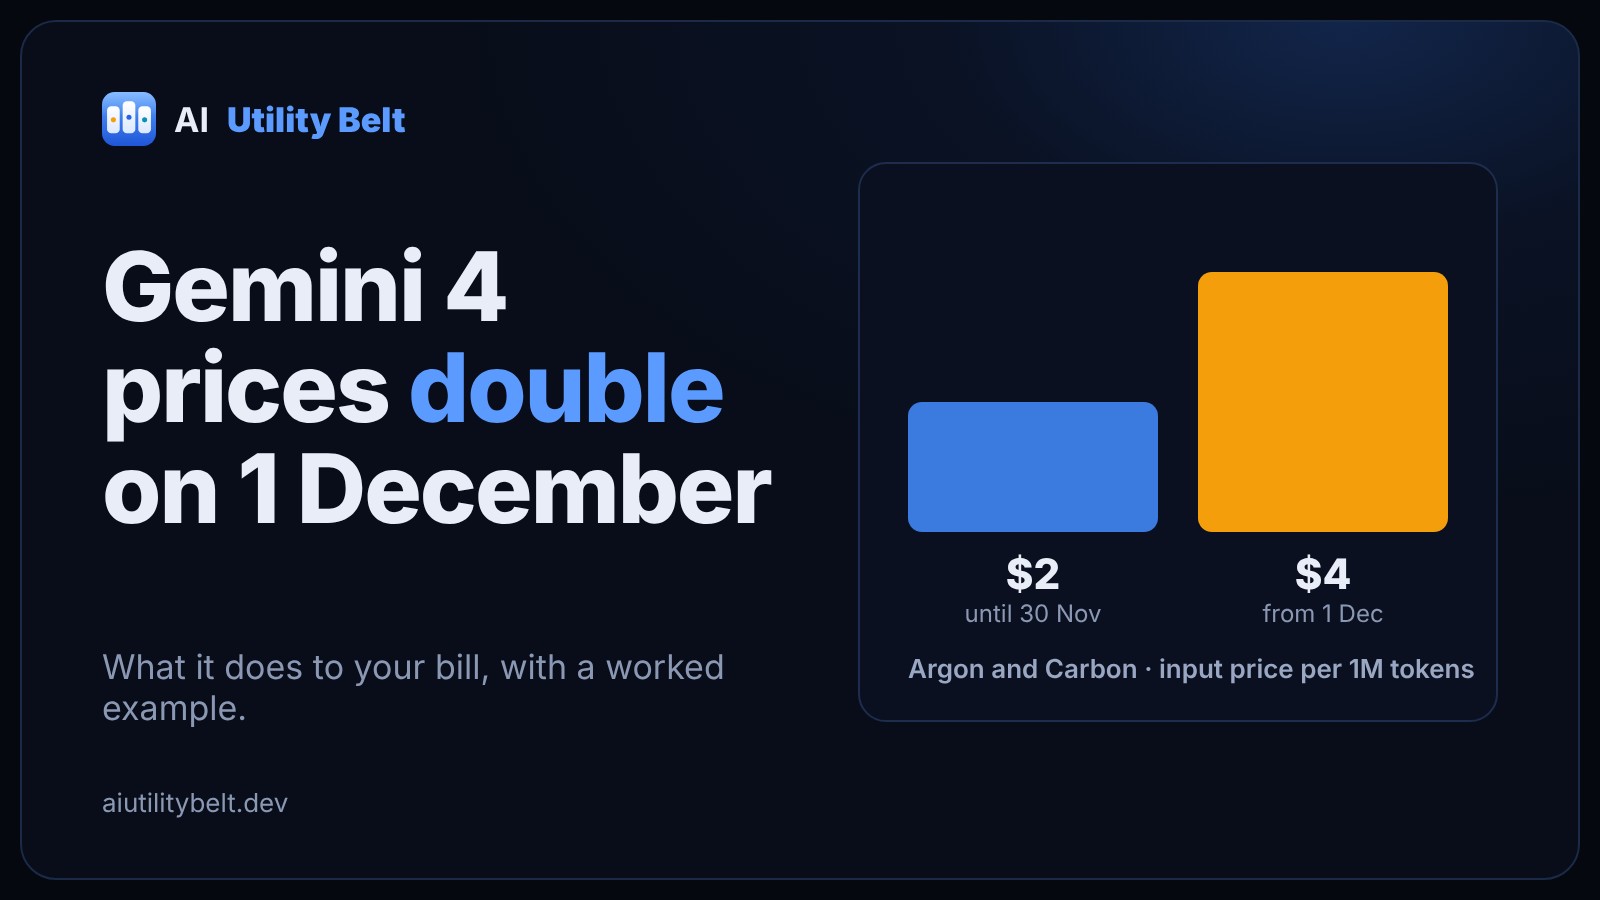 AI Utility Belt
Gemini 4
prices double
on 1 December
What it does to your bill, with a worked
example.
aiutilitybelt.dev
$2
until 30 Nov
$4
from 1 Dec
Argon and Carbon · input price per 1M tokens